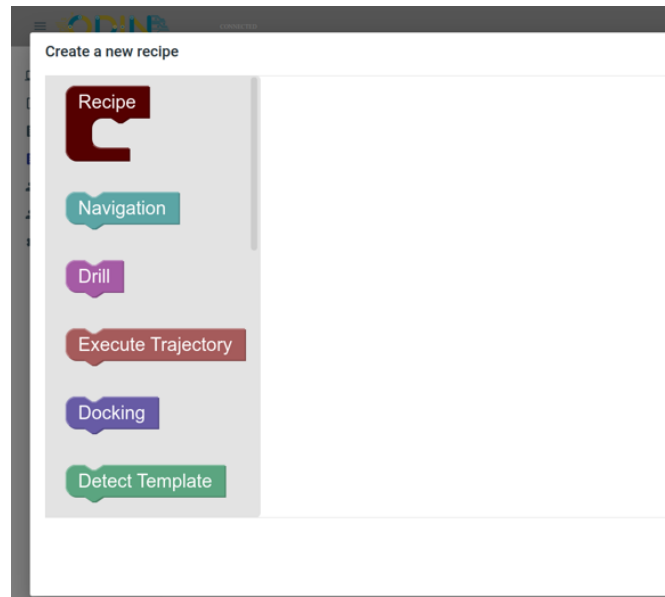 Create a new recipe
Recipe
Navigation
Drill
Execute Trajectory
Docking
Detect Template